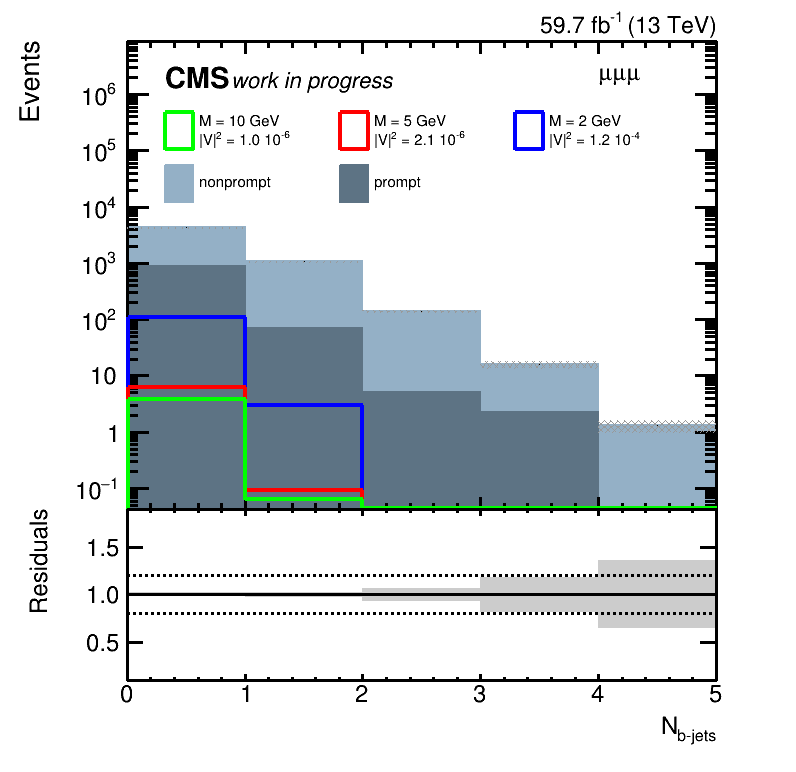 59.7 fb⁻¹ (13 TeV)
Events
CMS work in progress
μμμ
M = 10 GeV
|V|² = 1.0 10⁻⁶
M = 5 GeV
|V|² = 2.1 10⁻⁶
M = 2 GeV
|V|² = 1.2 10⁻⁴
nonprompt
prompt
10⁶
10⁵
10⁴
10³
10²
10
1
10⁻¹
Residuals
1.5
1.0
0.5
0 1 2 3 4 5
N_b-jets